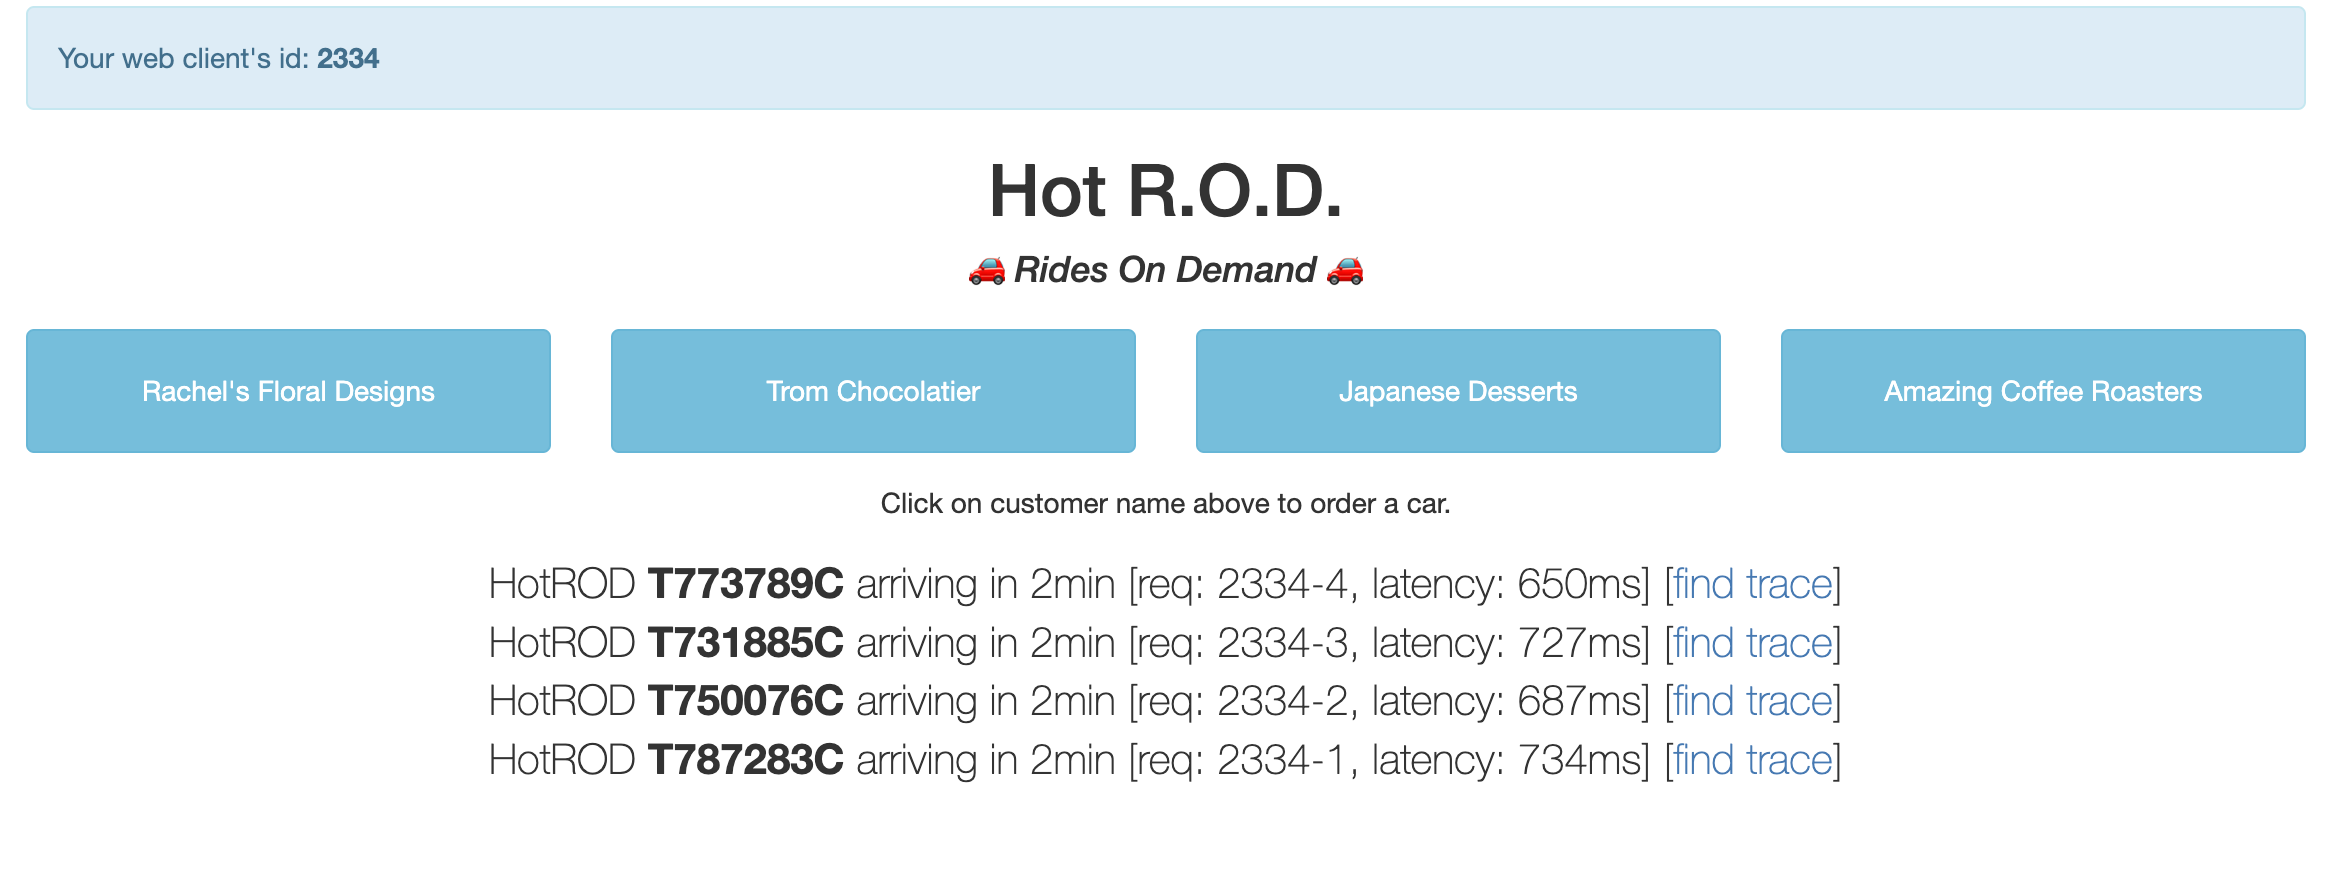 Your web client's id: 2334
Hot R.O.D.
🚗 Rides On Demand 🚗
Rachel's Floral Designs
Trom Chocolatier
Japanese Desserts
Amazing Coffee Roasters
Click on customer name above to order a car.
HotROD T773789C arriving in 2min [req: 2334-4, latency: 650ms] [find trace]
HotROD T731885C arriving in 2min [req: 2334-3, latency: 727ms] [find trace]
HotROD T750076C arriving in 2min [req: 2334-2, latency: 687ms] [find trace]
HotROD T787283C arriving in 2min [req: 2334-1, latency: 734ms] [find trace]